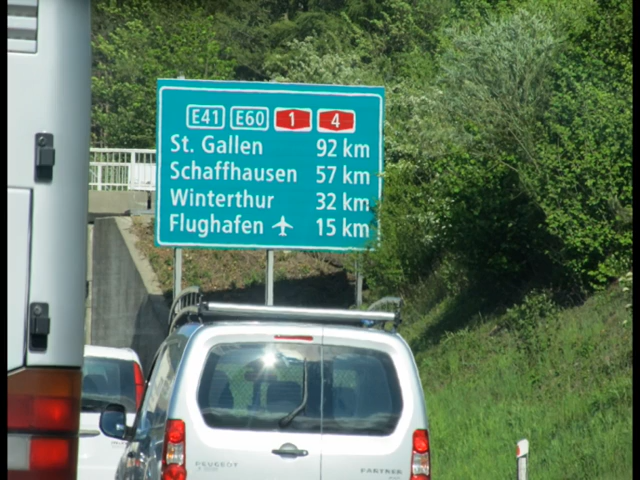 E41 E60 1 4
St. Gallen 92 km
Schaffhausen 57 km
Winterthur 32 km
Flughafen 15 km
PEUGEOT PARTNER